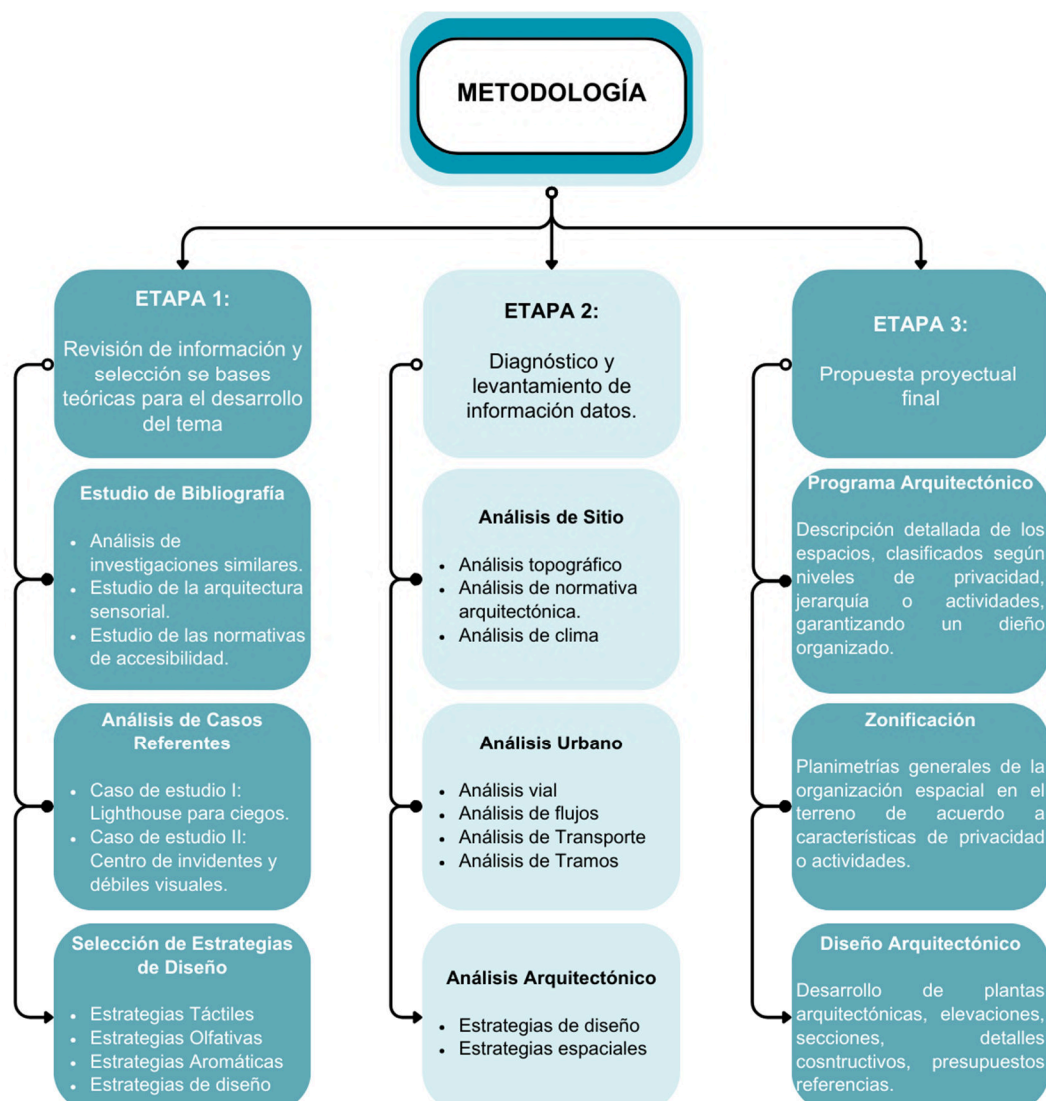 METODOLOGÍA
ETAPA 1:
Revisión de información y
selección se bases
teóricas para el desarrollo
del tema
Estudio de Bibliografía
• Análisis de
investigaciones similares.
• Estudio de la arquitectura
sensorial.
• Estudio de las normativas
de accesibilidad.
Análisis de Casos
Referentes
• Caso de estudio I:
Lighthouse para ciegos.
• Caso de estudio II:
Centro de invidentes y
débiles visuales.
Selección de Estrategias
de Diseño
• Estrategias Táctiles
• Estrategias Olfativas
• Estrategias Aromáticas
• Estrategias de diseño
ETAPA 2:
Diagnóstico y
levantamiento de
información datos.
Análisis de Sitio
• Análisis topográfico
• Análisis de normativa
arquitectónica.
• Análisis de clima
Análisis Urbano
• Análisis vial
• Análisis de flujos
• Análisis de Transporte
• Análisis de Tramos
Análisis Arquitectónico
• Estrategias de diseño
• Estrategias espaciales
ETAPA 3:
Propuesta proyectual
final
Programa Arquitectónico
Descripción detallada de los
espacios, clasificados según
niveles de privacidad,
jerarquía o actividades,
garantizando un dieño
organizado.
Zonificación
Planimetrías generales de la
organización espacial en el
terreno de acuerdo a
características de privacidad
o actividades.
Diseño Arquitectónico
Desarrollo de plantas
arquitectónicas, elevaciones,
secciones, detalles
cosntructivos, presupuestos
referencias.